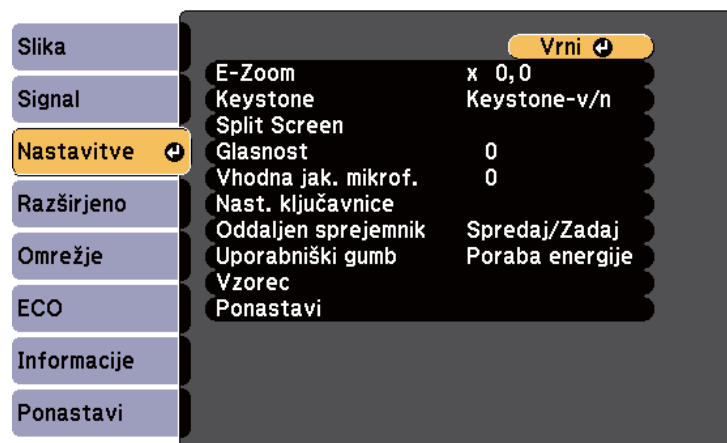 Slika
Signal
Nastavitve
Razširjeno
Omrežje
ECO
Informacije
Ponastavi
Vrni
E-Zoom x 0,0
Keystone Keystone-v/n
Split Screen
Glasnost 0
Vhodna jak. mikrof. 0
Nast. ključavnice
Oddaljen sprejemnik Spredaj/Zadaj
Uporabniški gumb Poraba energije
Vzorec
Ponastavi